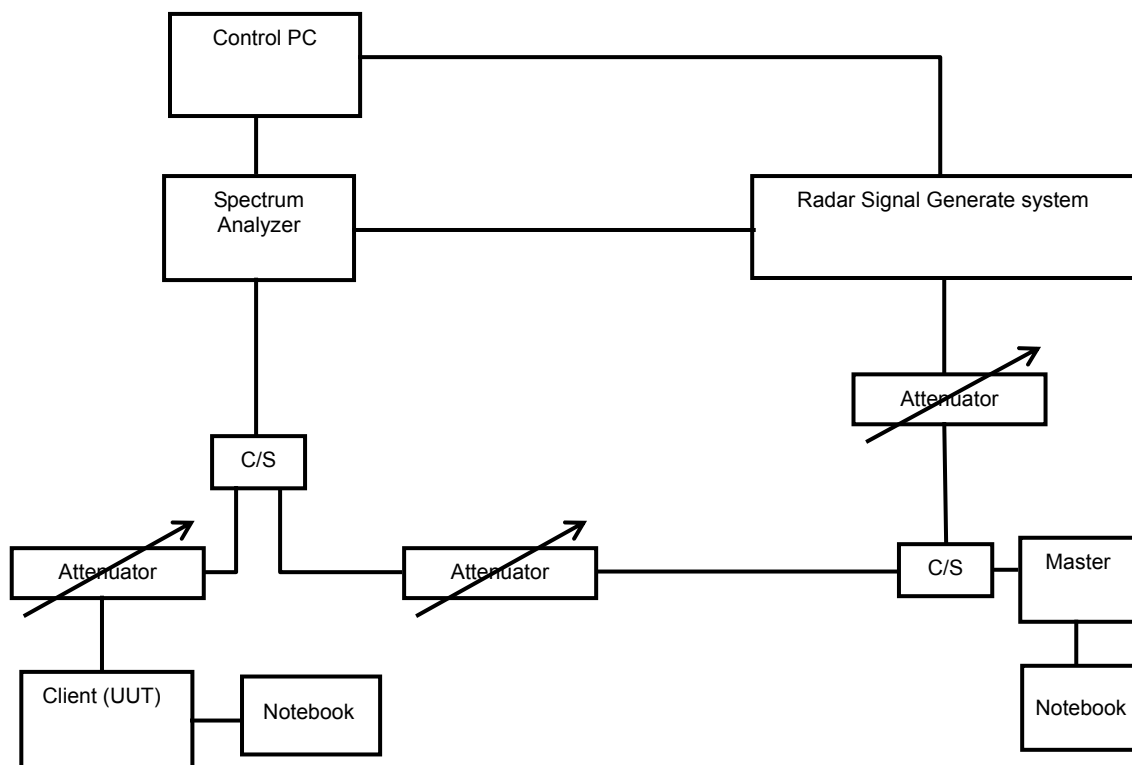 Control PC
Spectrum
Analyzer
Radar Signal Generate system
Attenuator
C/S
Attenuator
Attenuator
C/S
Master
Client (UUT)
Notebook
Notebook